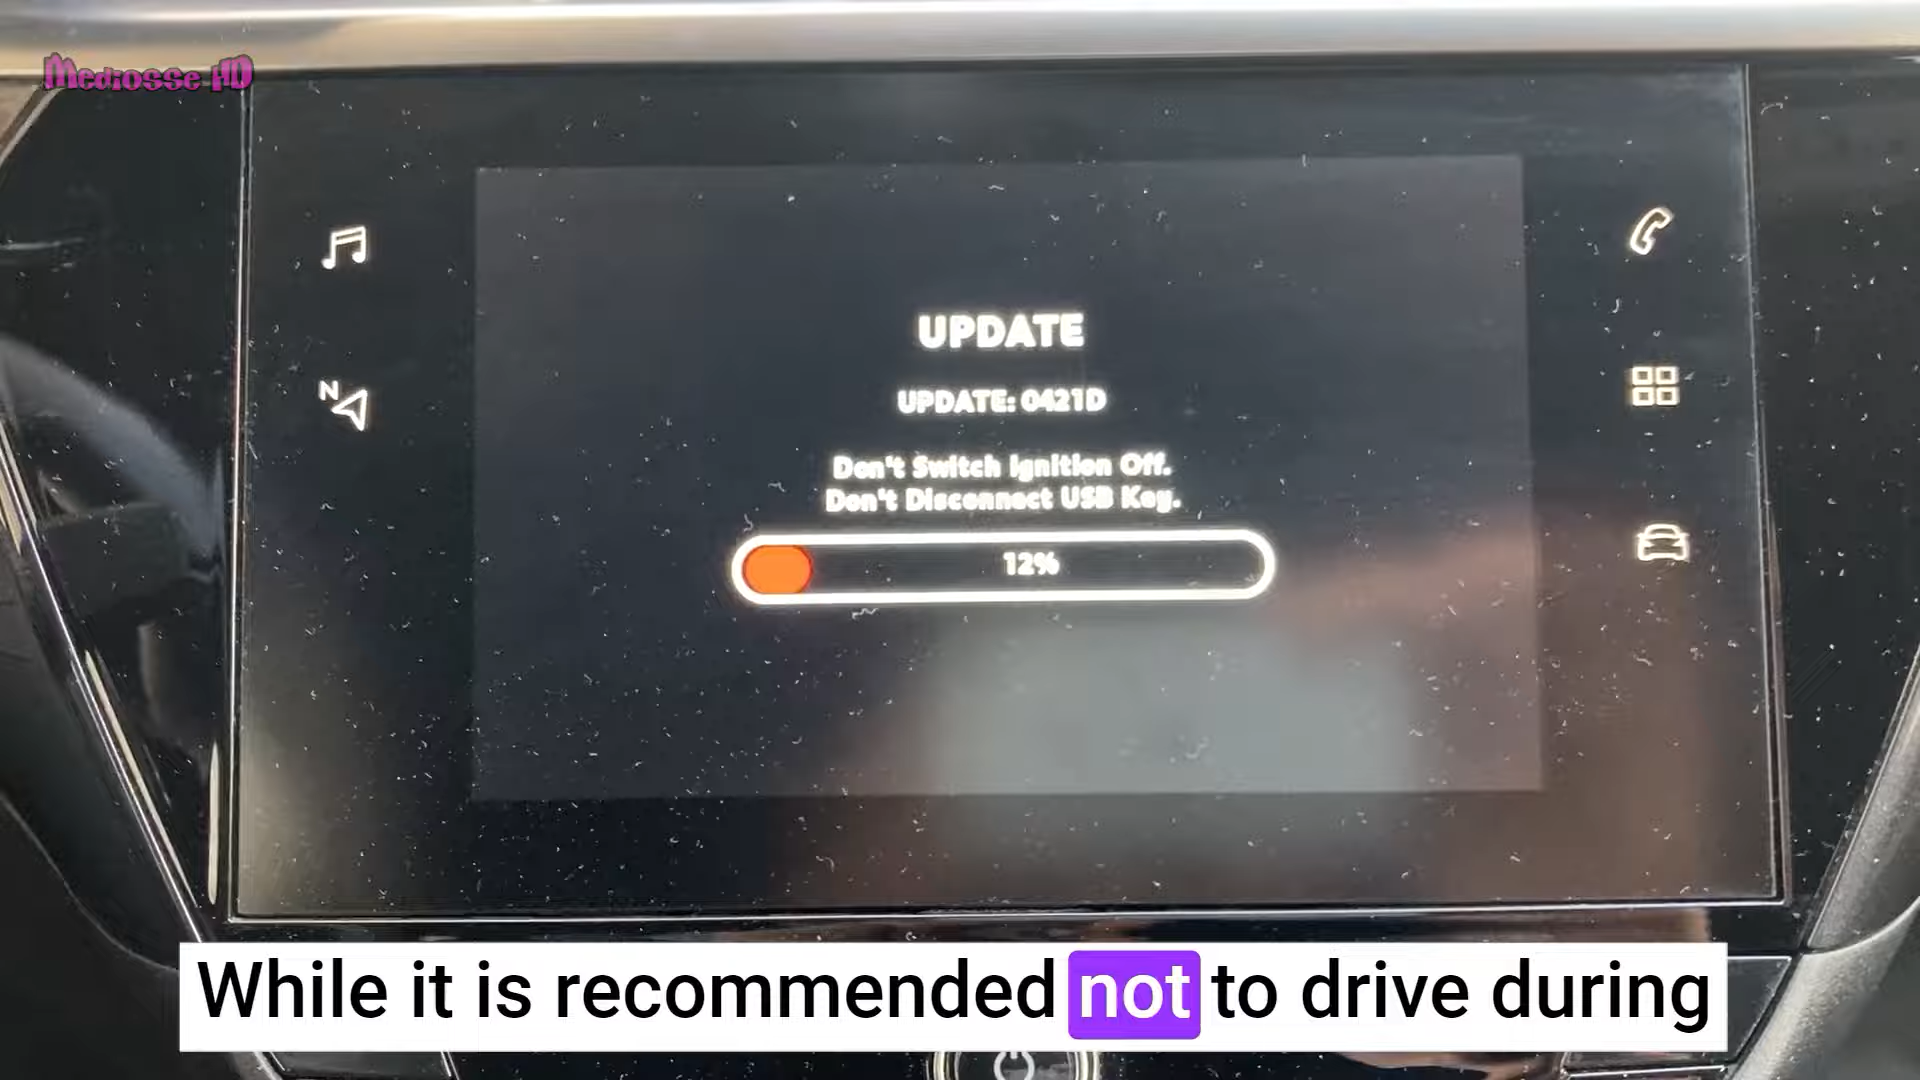 Mediosse HD
N
UPDATE
UPDATE: 0421D
Don't Switch Ignition Off.
Don't Disconnect USB Key.
12%
While it is recommended not to drive during